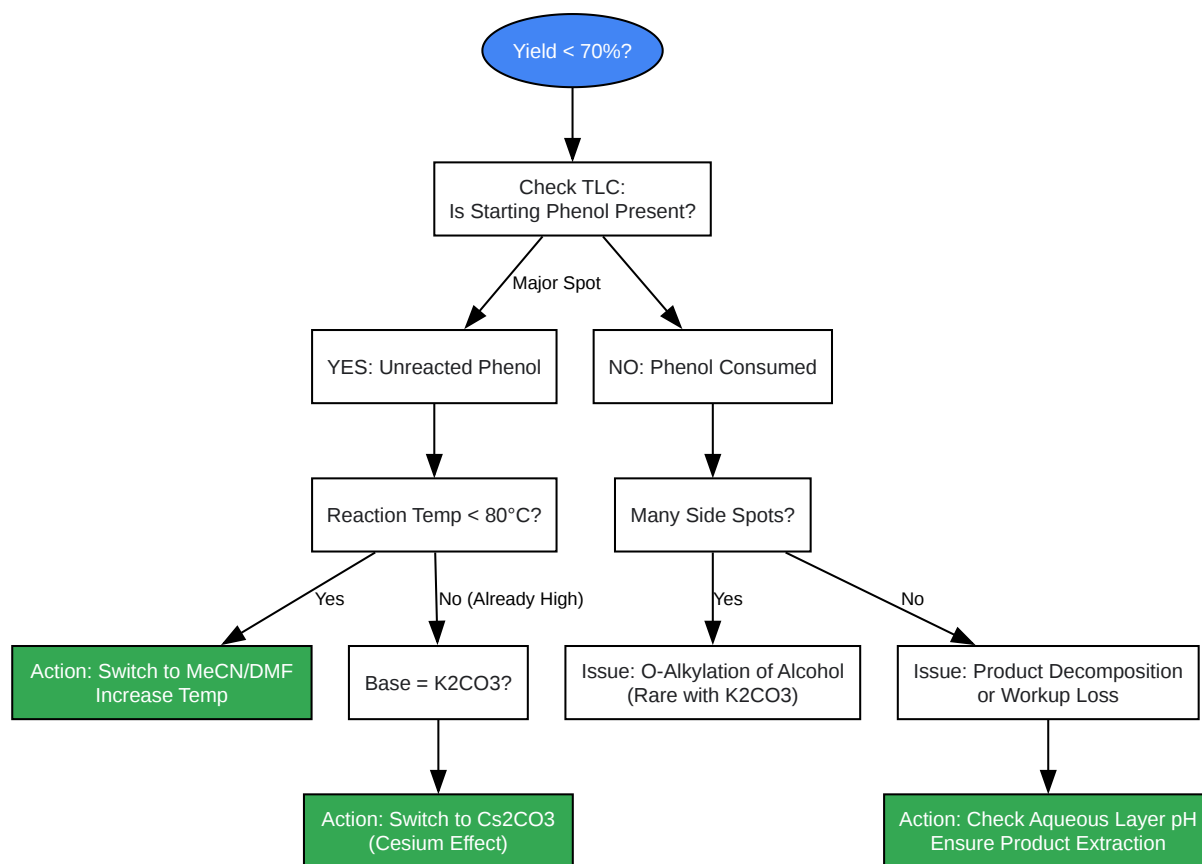 Yield < 70%?
Check TLC:
Is Starting Phenol Present?
Major Spot
YES: Unreacted Phenol
NO: Phenol Consumed
Reaction Temp < 80°C?
Many Side Spots?
Yes
No (Already High)
Yes
No
Action: Switch to MeCN/DMF
Increase Temp
Base = K2CO3?
Issue: O-Alkylation of Alcohol
(Rare with K2CO3)
Issue: Product Decomposition
or Workup Loss
Action: Switch to Cs2CO3
(Cesium Effect)
Action: Check Aqueous Layer pH
Ensure Product Extraction